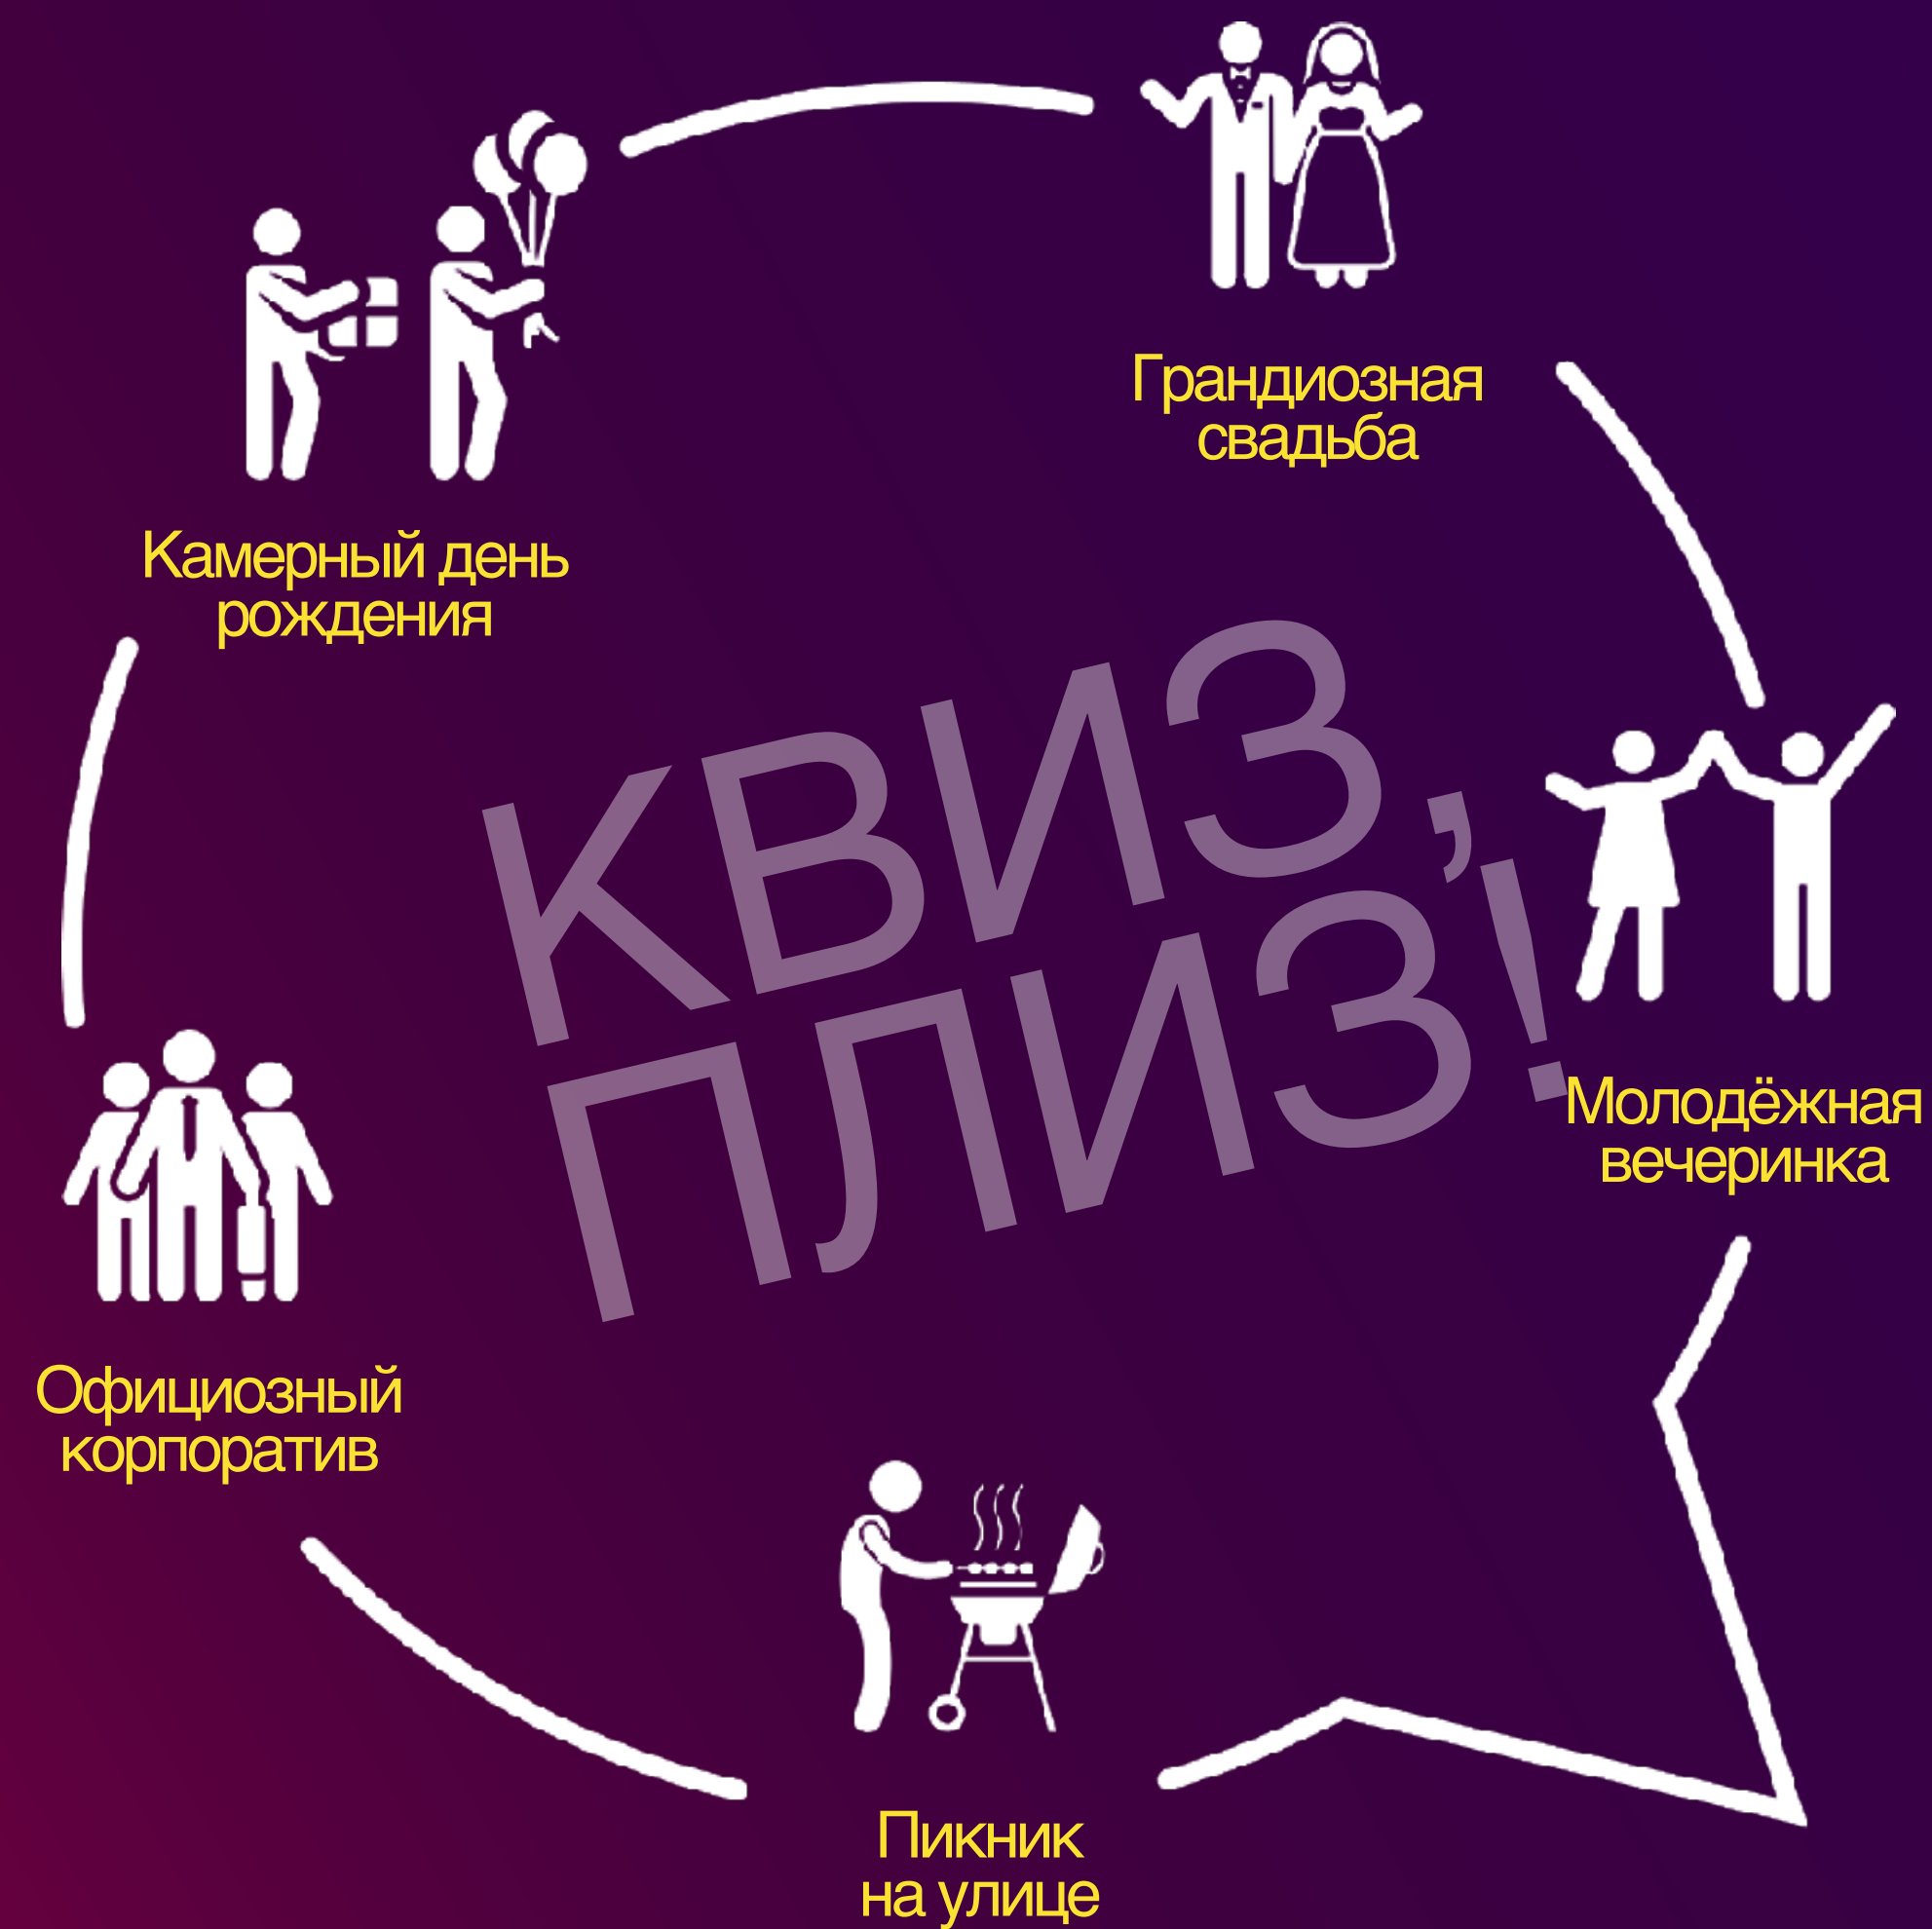 Грандиозная
свадьба
Камерный день
рождения
КВИЗ,
ПЛИЗ!
Молодёжная
вечеринка
Официозный
корпоратив
Пикник
на улице